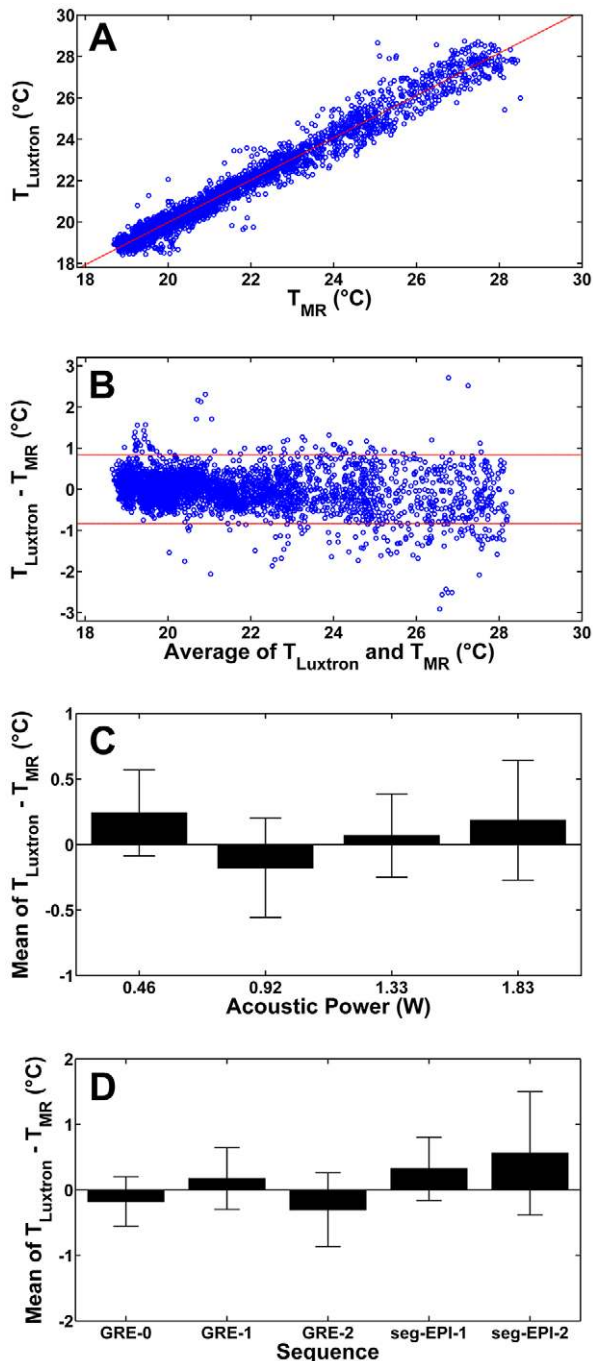 A
T_Luxtron (°C)
30
28
26
24
22
20
18
18 20 22 24 26 28 30
T_MR (°C)
B
T_Luxtron - T_MR (°C)
3
2
1
0
-1
-2
-3
18 20 22 24 26 28 30
Average of T_Luxtron and T_MR (°C)
C
Mean of T_Luxtron - T_MR (°C)
1
0.5
0
-0.5
-1
0.46 0.92 1.33 1.83
Acoustic Power (W)
D
Mean of T_Luxtron - T_MR (°C)
2
1
0
-1
-2
GRE-0 GRE-1 GRE-2 seg-EPI-1 seg-EPI-2
Sequence